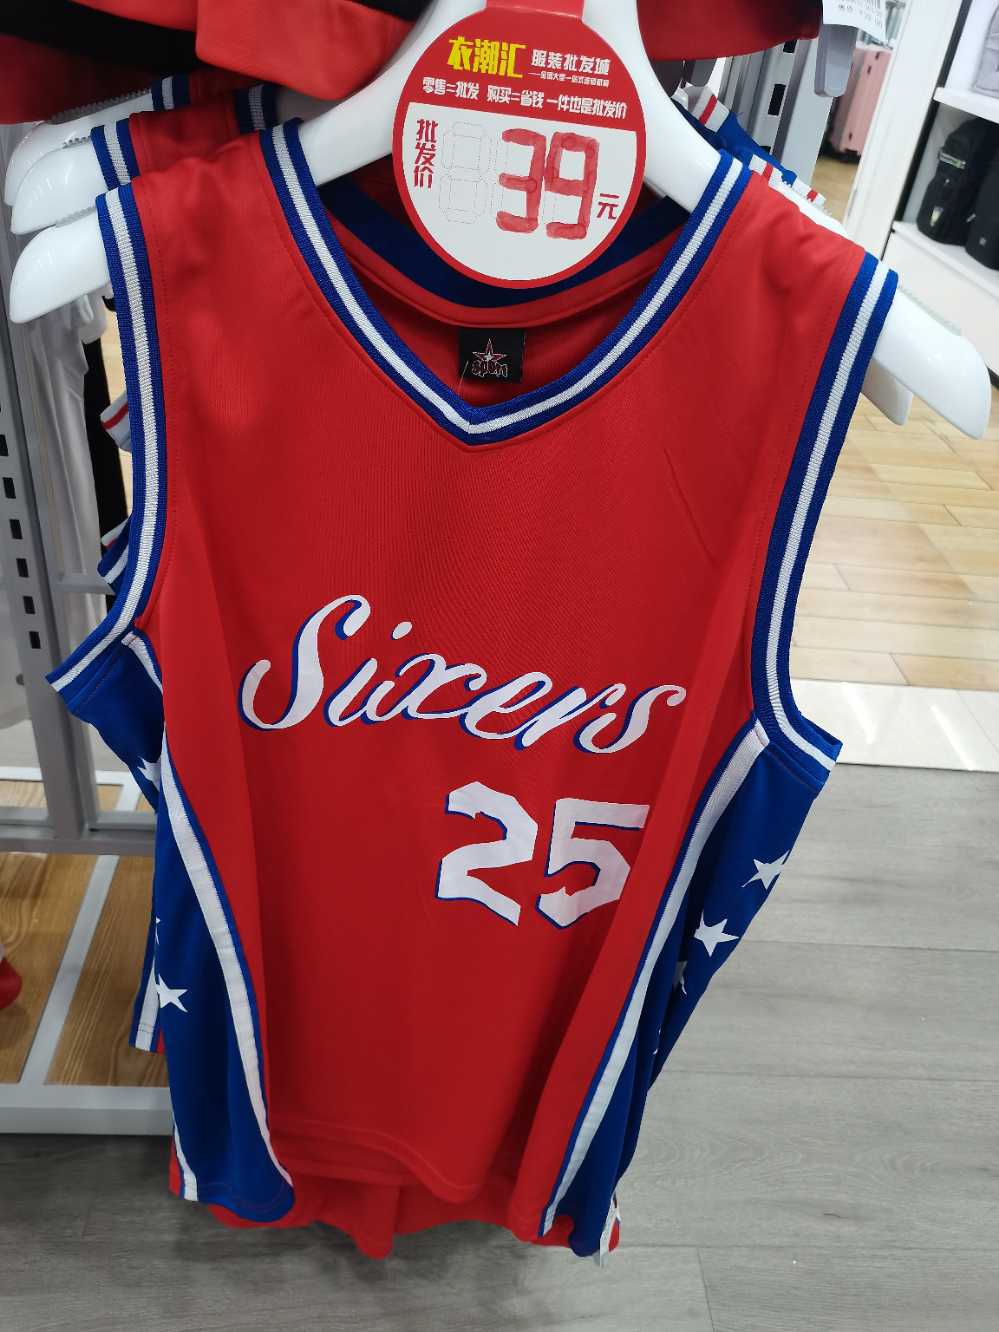 衣潮汇 服装批发城
零售=批发 购买=省钱 一件也是批发价
批发价 39 元
Sport
Sixers
25